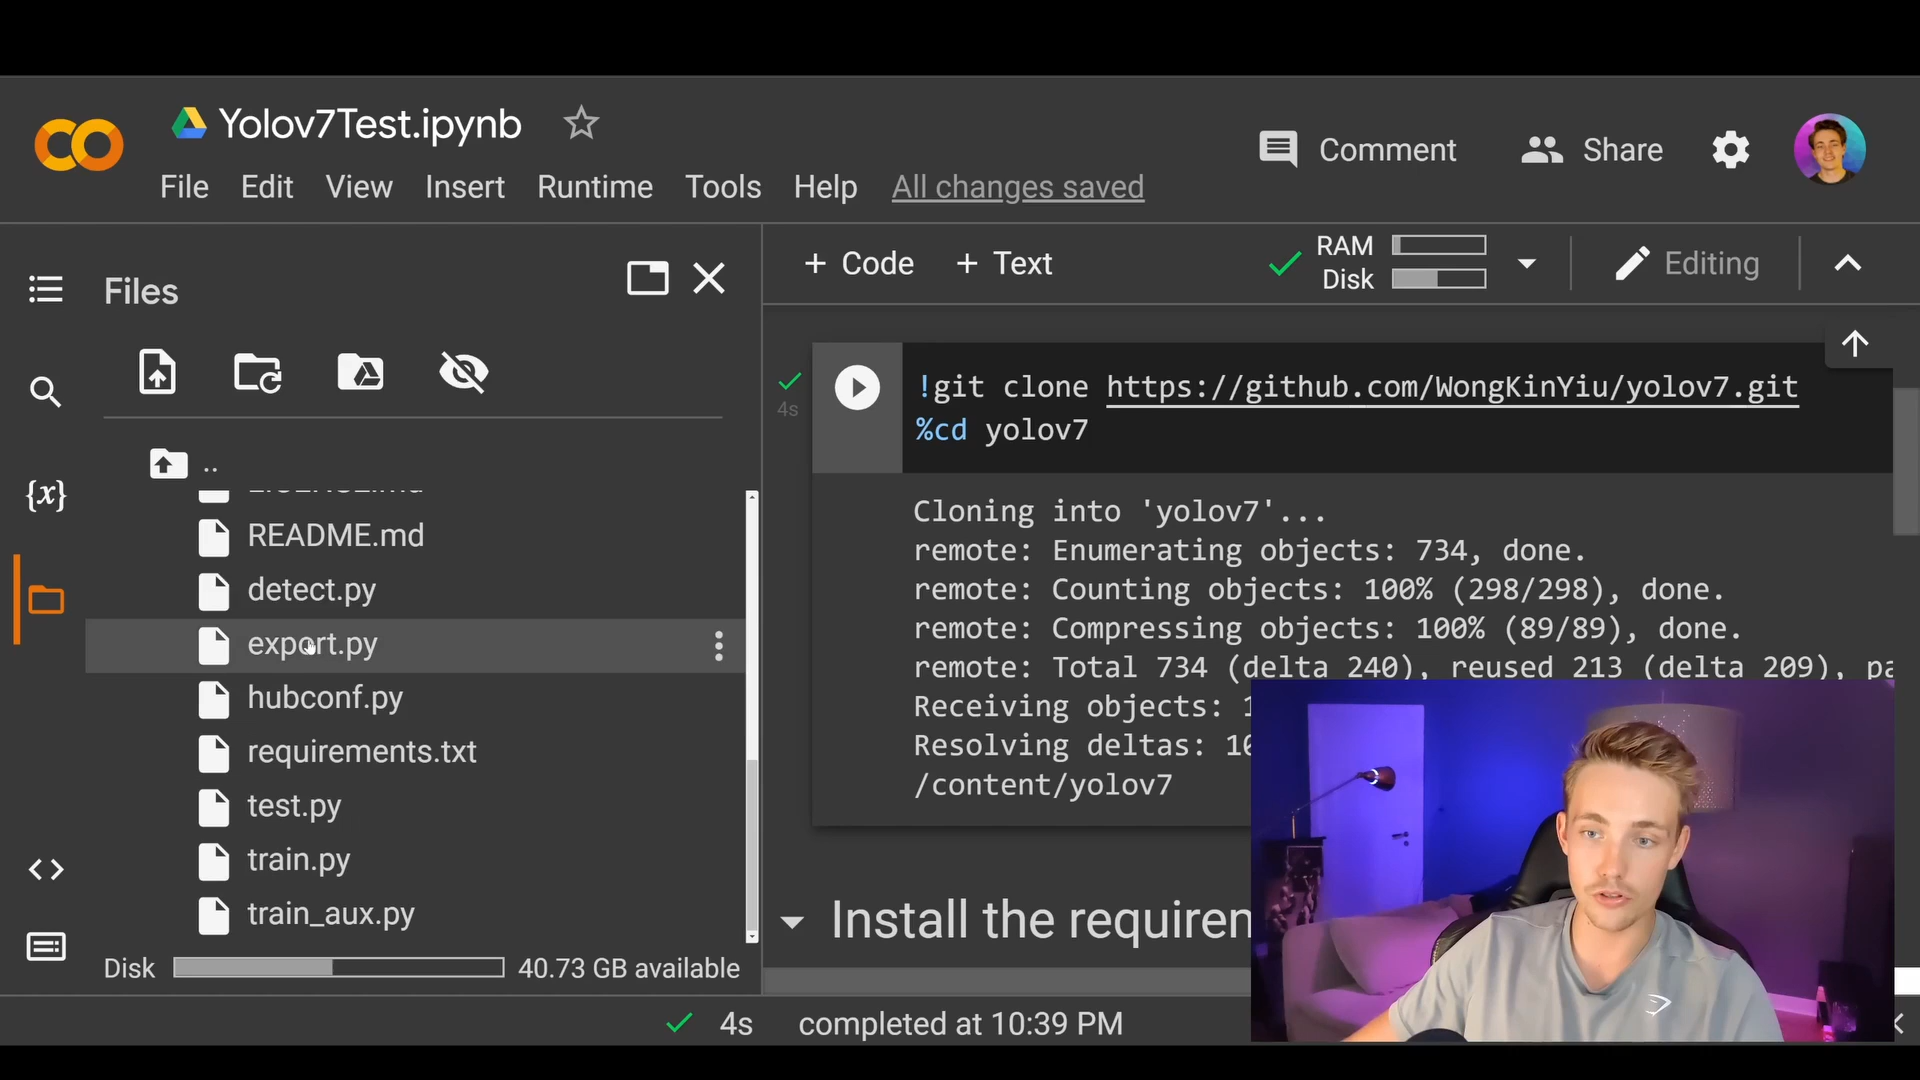 Yolov7Test.ipynb
File Edit View Insert Runtime Tools Help All changes saved
Comment Share
Files
+ Code + Text
RAM
Disk
Editing
{x}
..
README.md
detect.py
export.py
hubconf.py
requirements.txt
test.py
train.py
train_aux.py
Disk 40.73 GB available
4s
!git clone https://github.com/WongKinYiu/yolov7.git
%cd yolov7
Cloning into 'yolov7'...
remote: Enumerating objects: 734, done.
remote: Counting objects: 100% (298/298), done.
remote: Compressing objects: 100% (89/89), done.
remote: Total 734 (delta 240), reused 213 (delta 209), pa
Receiving objects: 1
Resolving deltas: 10
/content/yolov7
Install the requiren
4s completed at 10:39 PM